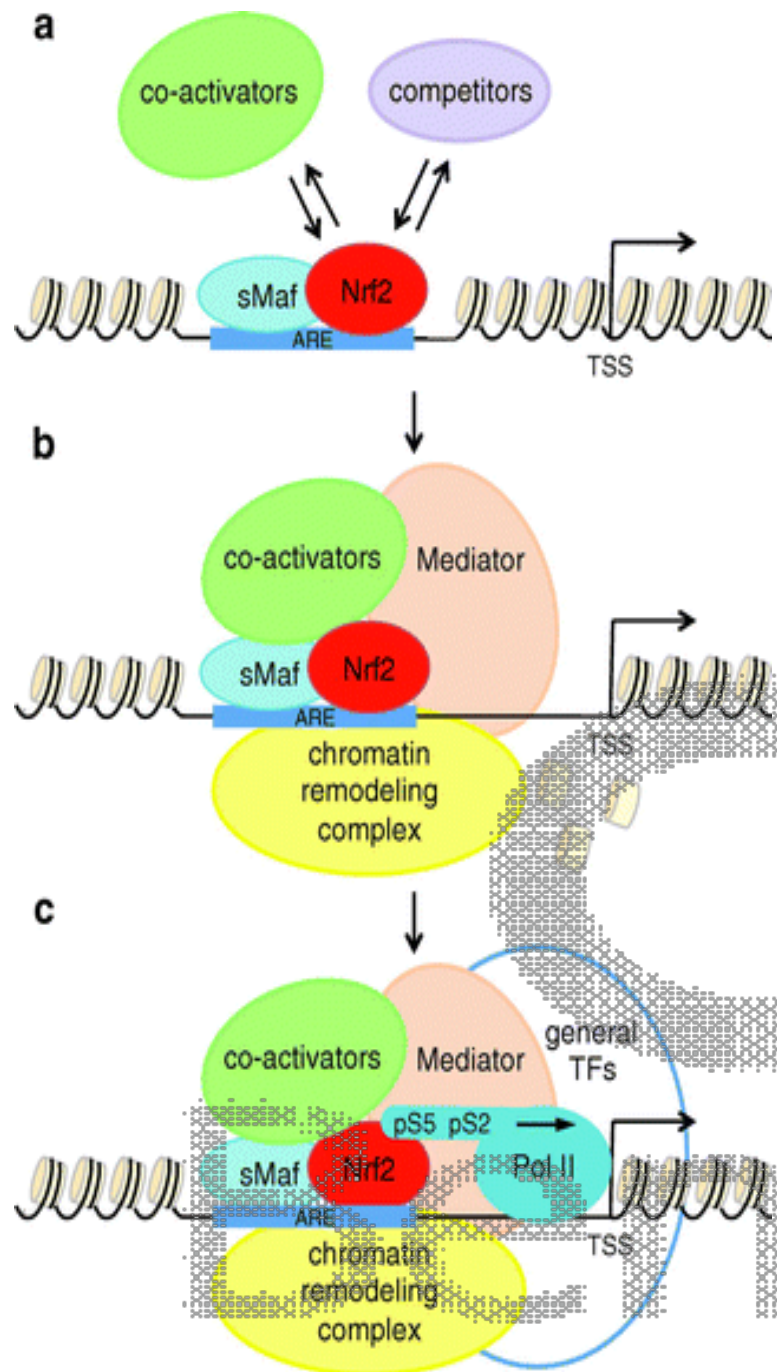 a
co-activators
competitors
sMaf
Nrf2
ARE
TSS
b
co-activators
Mediator
sMaf
Nrf2
ARE
TSS
chromatin
remodeling
complex
c
co-activators
Mediator
general
TFs
pS5 pS2
sMaf
Nrf2
Pol II
ARE
TSS
chromatin
remodeling
complex